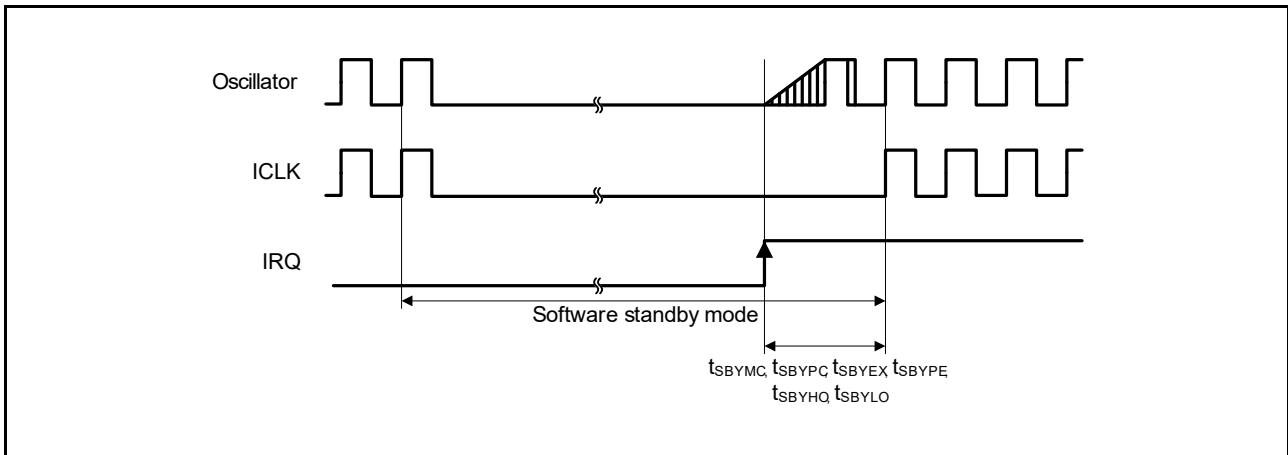 Oscillator
ICLK
IRQ
Software standby mode
tSBYMC, tSBYPC, tSBYEX, tSBYPE,
tSBYHO, tSBYLO